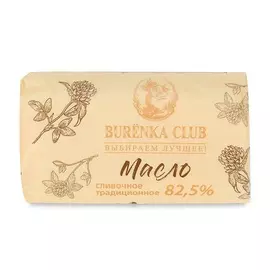 BURЁNKA CLUB
ВЫБИРАЕМ ЛУЧШЕЕ!
Масло
сливочное
традиционное 82,5%